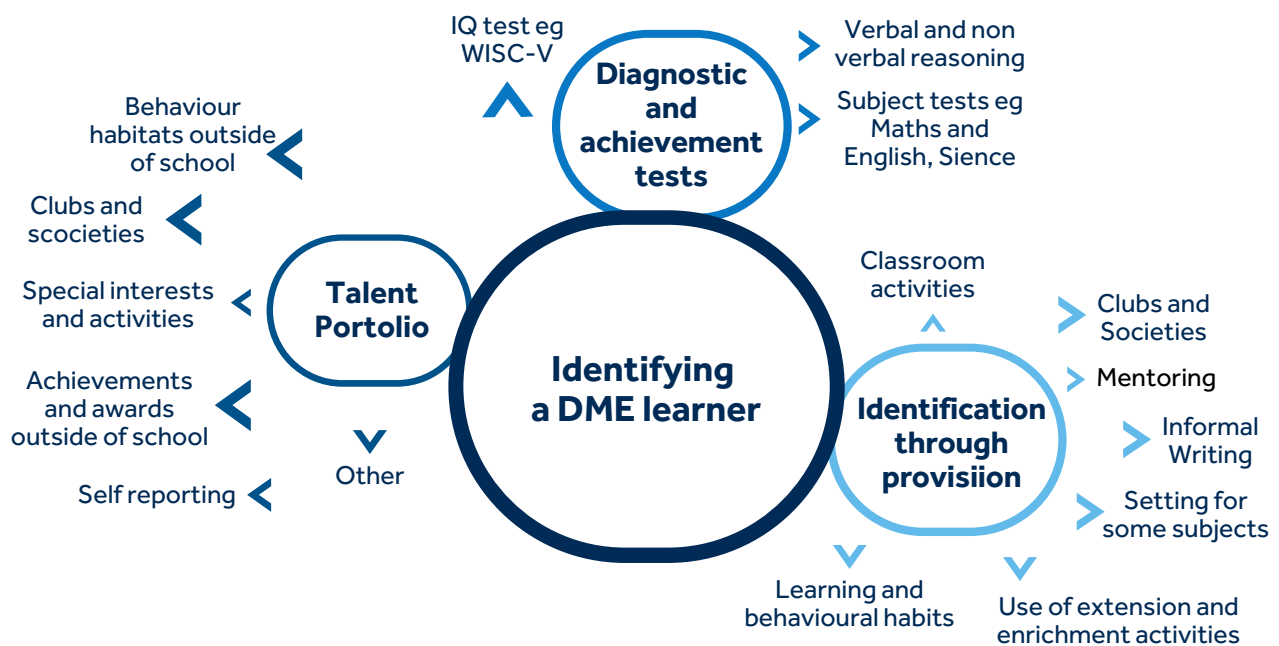 IQ test eg
WISC-V
Diagnostic
and
achievement
tests
Verbal and non
verbal reasoning
Subject tests eg
Maths and
English, Sience
Behaviour
habitats outside
of school
Clubs and
scocieties
Special interests
and activities
Achievements
and awards
outside of school
Self reporting
Other
Talent
Portolio
Identifying
a DME learner
Classroom
activities
Identification
through
provisiion
Clubs and
Societies
Mentoring
Informal
Writing
Setting for
some subjects
Use of extension and
enrichment activities
Learning and
behavioural habits